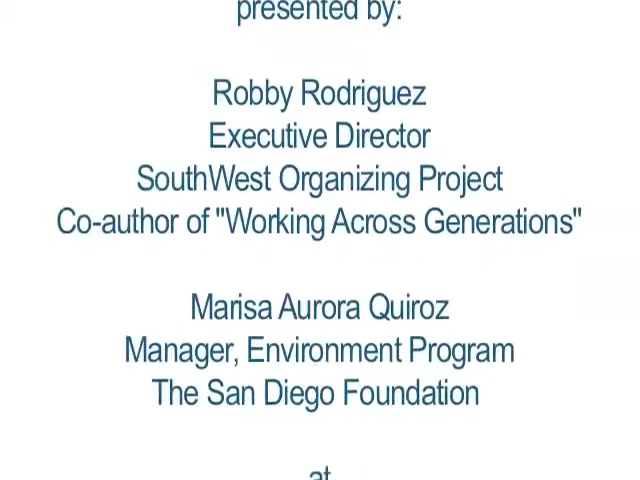 presented by:
Robby Rodriguez
Executive Director
SouthWest Organizing Project
Co-author of "Working Across Generations"
Marisa Aurora Quiroz
Manager, Environment Program
The San Diego Foundation
at